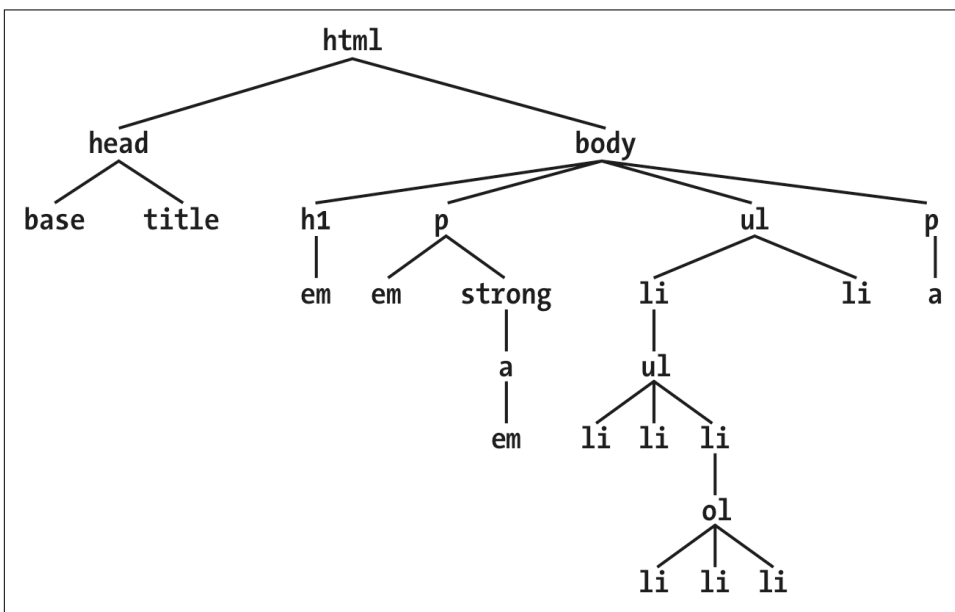 html
head body
base title h1 p ul p
em em strong li li a
a ul
em li li li
ol
li li li